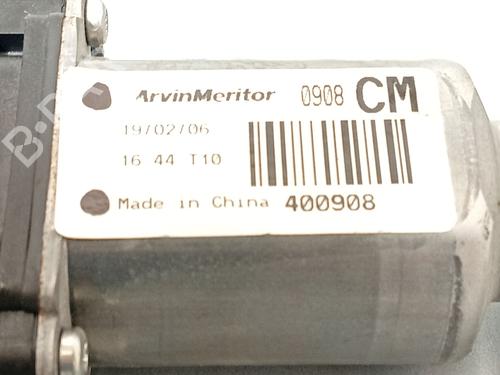 ArvinMeritor 0908 CM
19/02/06
16 44 T10
Made in China 400908